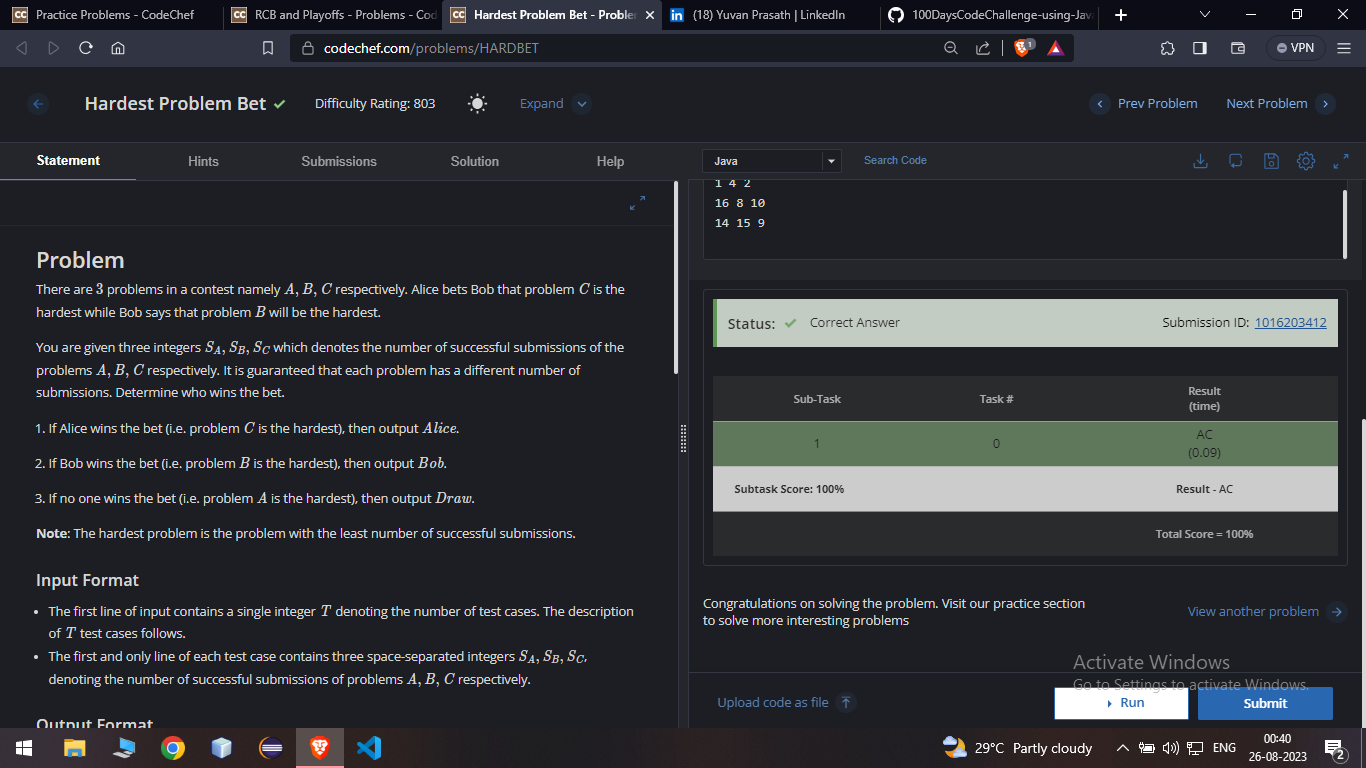 Practice Problems - CodeChef
RCB and Playoffs - Problems - Cod
Hardest Problem Bet - Probler
(18) Yuvan Prasath | LinkedIn
100DaysCodeChallenge-using-Java
codechef.com/problems/HARDBET
1
VPN
Hardest Problem Bet
Difficulty Rating: 803
Expand
Prev Problem
Next Problem
Statement
Hints
Submissions
Solution
Help
Java
Search Code
Problem
There are 3 problems in a contest namely A, B, C respectively. Alice bets Bob that problem C is the
hardest while Bob says that problem B will be the hardest.
You are given three integers S_A, S_B, S_C which denotes the number of successful submissions of the
problems A, B, C respectively. It is guaranteed that each problem has a different number of
submissions. Determine who wins the bet.
1. If Alice wins the bet (i.e. problem C is the hardest), then output Alice.
2. If Bob wins the bet (i.e. problem B is the hardest), then output Bob.
3. If no one wins the bet (i.e. problem A is the hardest), then output Draw.
Note: The hardest problem is the problem with the least number of successful submissions.
Input Format
• The first line of input contains a single integer T denoting the number of test cases. The description
of T test cases follows.
• The first and only line of each test case contains three space-separated integers S_A, S_B, S_C,
denoting the number of successful submissions of problems A, B, C respectively.
Output Format
1 4 2
16 8 10
14 15 9
Status: Correct Answer
Submission ID: 1016203412
Sub-Task
Task #
Result
(time)
1
0
AC
(0.09)
Subtask Score: 100%
Result - AC
Total Score = 100%
Congratulations on solving the problem. Visit our practice section
to solve more interesting problems
View another problem
Activate Windows
Go to Settings to activate Windows.
Upload code as file
Run
Submit
29°C Partly cloudy
ENG
00:40
26-08-2023
2